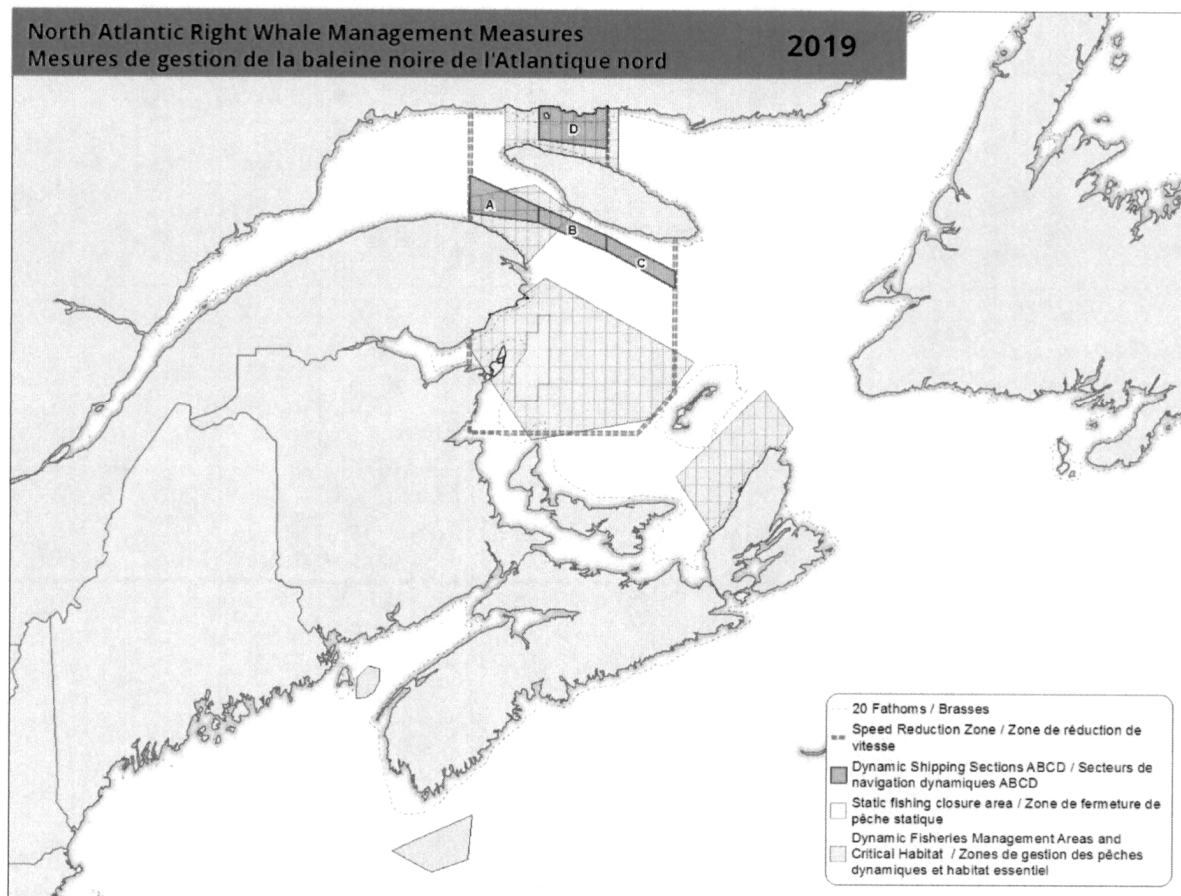 North Atlantic Right Whale Management Measures
Mesures de gestion de la baleine noire de l'Atlantique nord
2019
D
A
B
C
20 Fathoms / Brasses
Speed Reduction Zone / Zone de réduction de
vitesse
Dynamic Shipping Sections ABCD / Secteurs de
navigation dynamiques ABCD
Static fishing closure area / Zone de fermeture de
pêche statique
Dynamic Fisheries Management Areas and
Critical Habitat / Zones de gestion des pêches
dynamiques et habitat essentiel